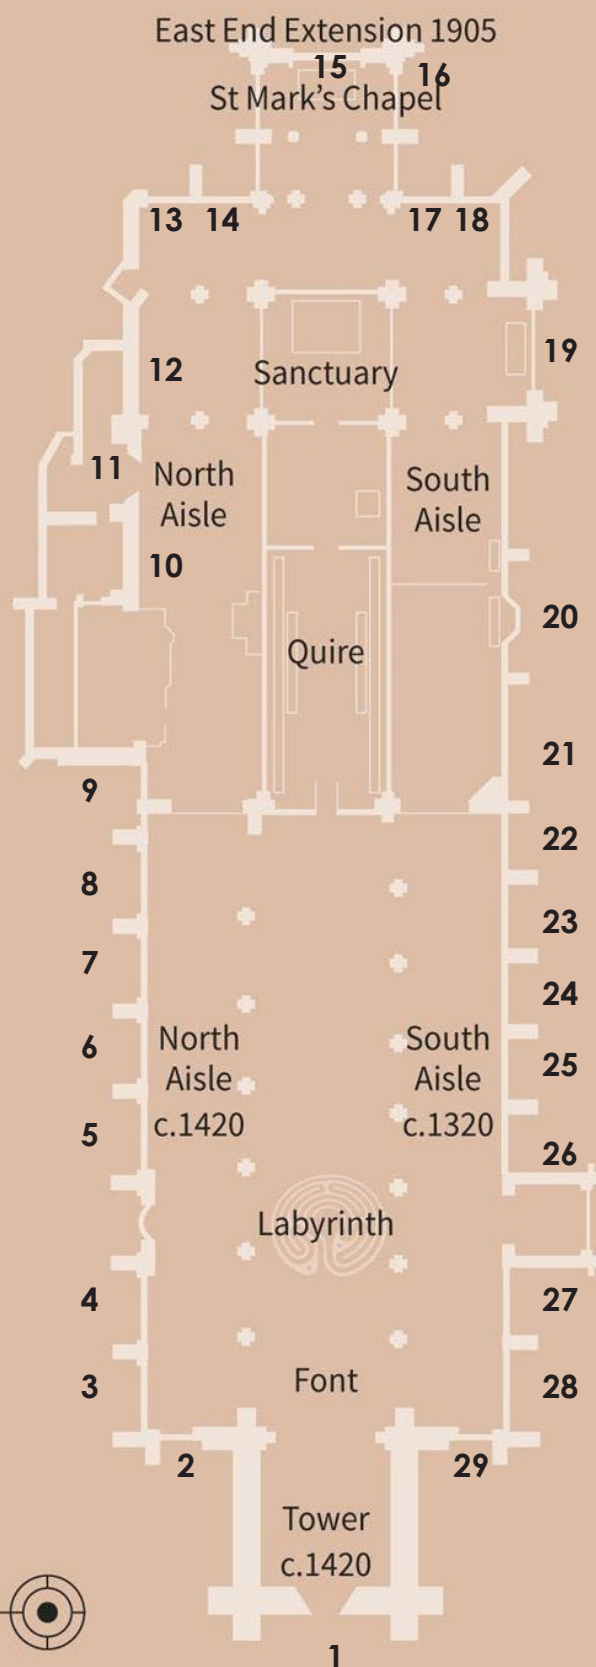 East End Extension 1905
15
16
St Mark's Chapel
13 14
17 18
19
12
Sanctuary
11
North
Aisle
South
Aisle
10
20
Quire
21
9
22
8
23
7
24
North
Aisle
c.1420
South
Aisle
c.1320
6
25
5
26
Labyrinth
4
27
Font
3
28
2
29
Tower
c.1420
1